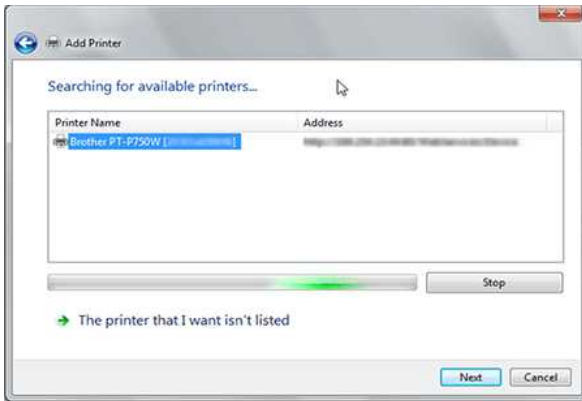 Add Printer
Searching for available printers...
Printer Name Address
Brother PT-P750W [ ]
Stop
The printer that I want isn't listed
Next Cancel